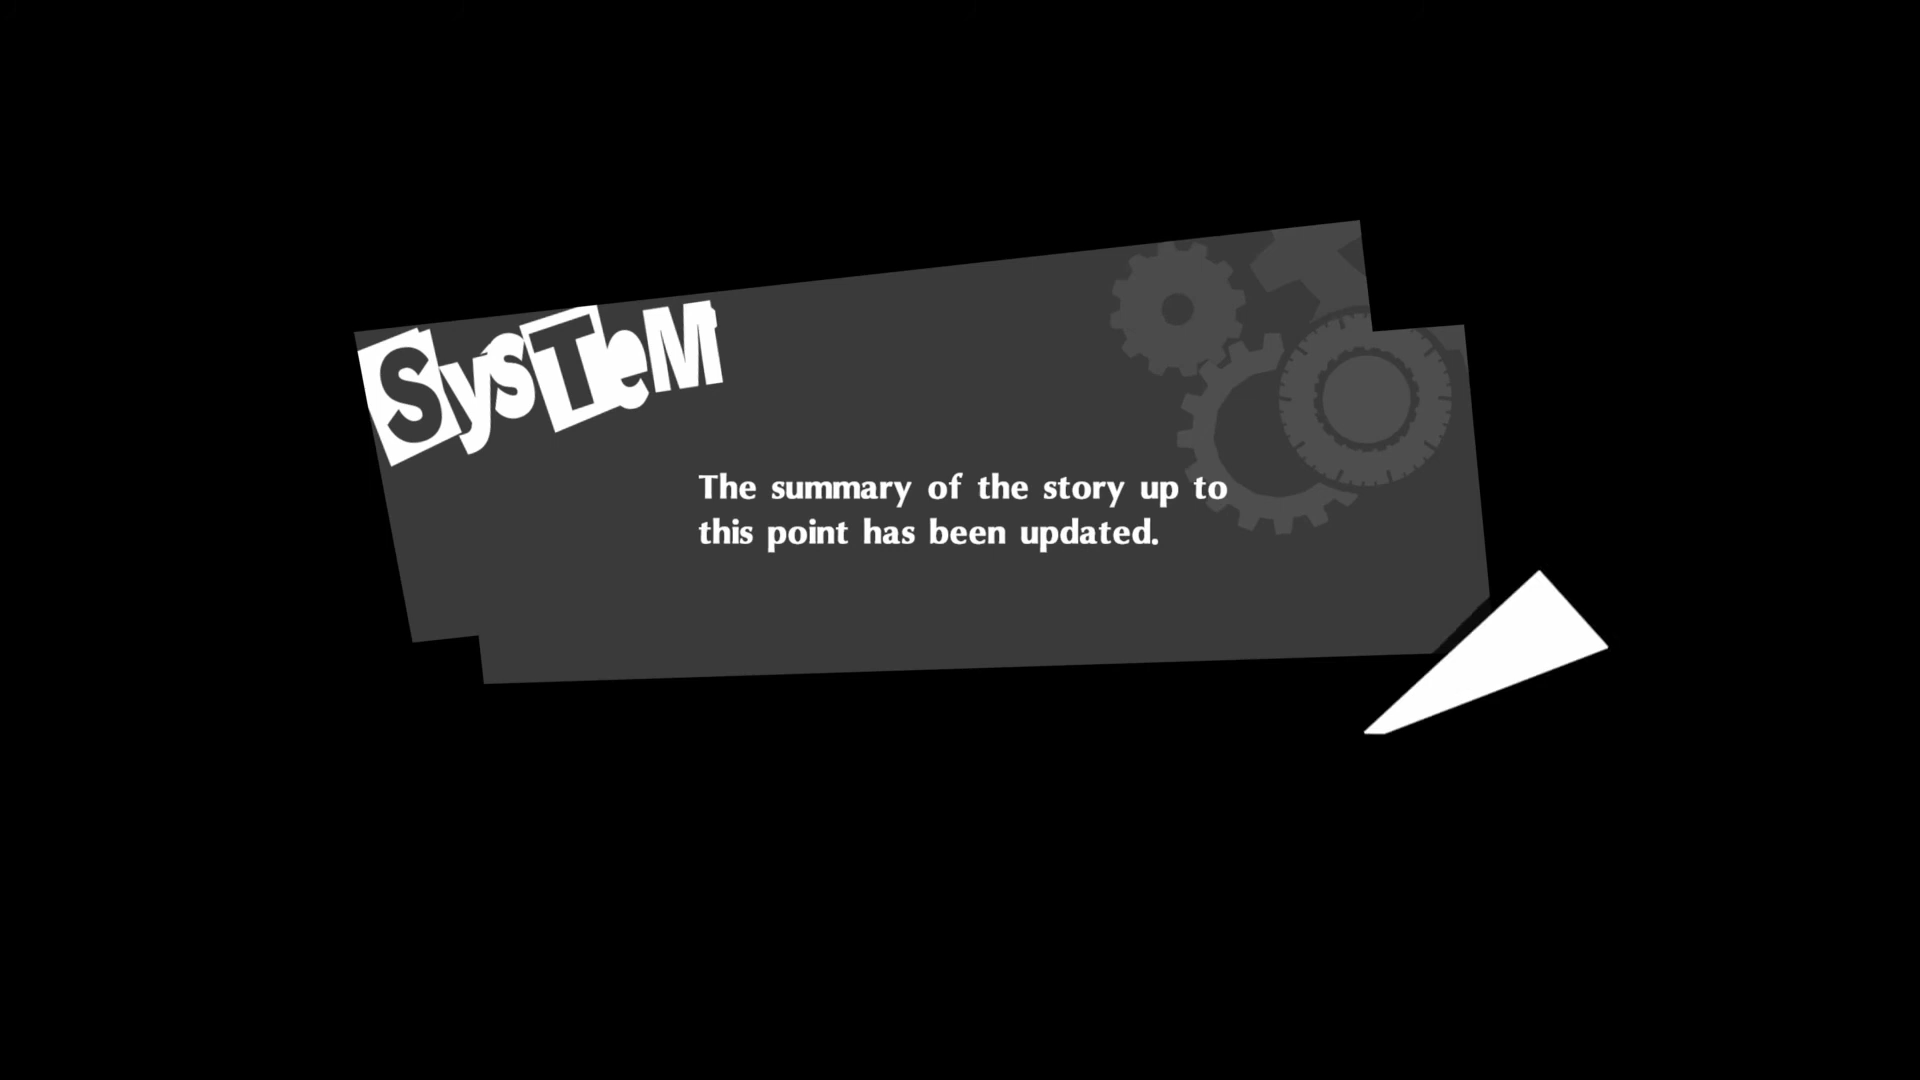 SysTeM
The summary of the story up to
this point has been updated.